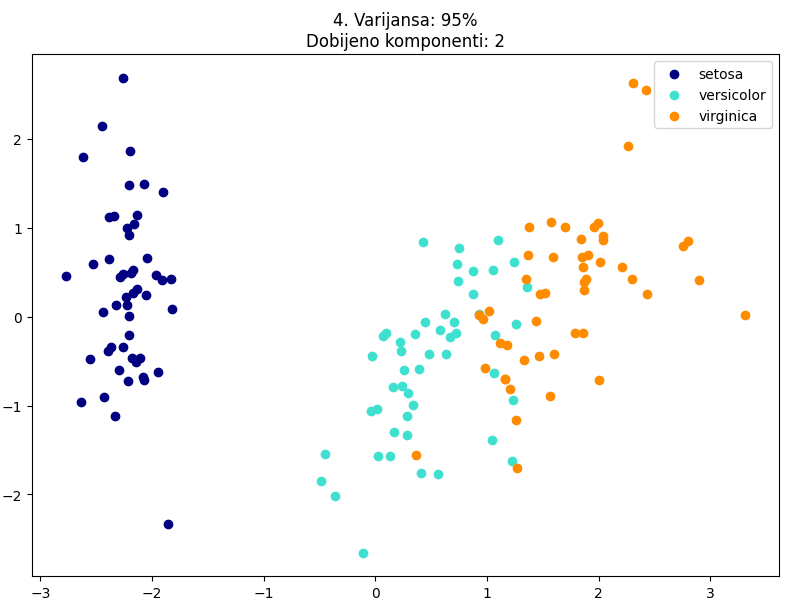 4. Varijansa: 95%
Dobijeno komponenti: 2
setosa
versicolor
virginica
2
1
0
−1
−2
−3 −2 −1 0 1 2 3